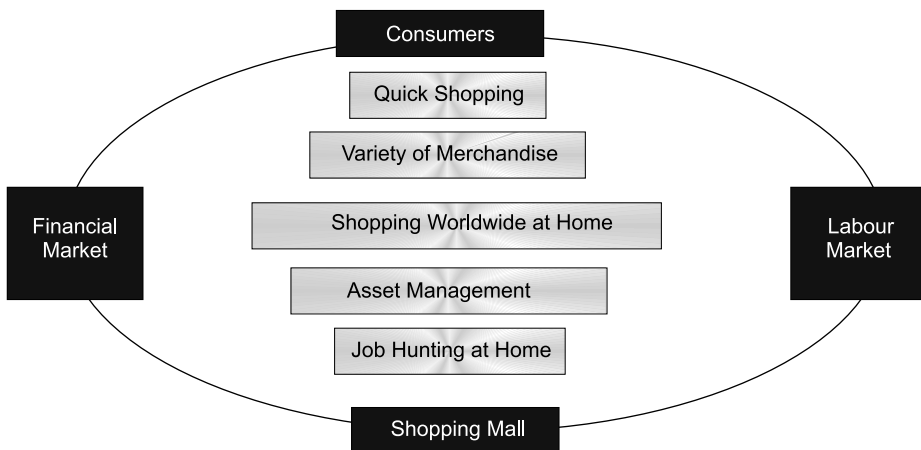 Consumers
Quick Shopping
Variety of Merchandise
Financial
Market
Shopping Worldwide at Home
Labour
Market
Asset Management
Job Hunting at Home
Shopping Mall